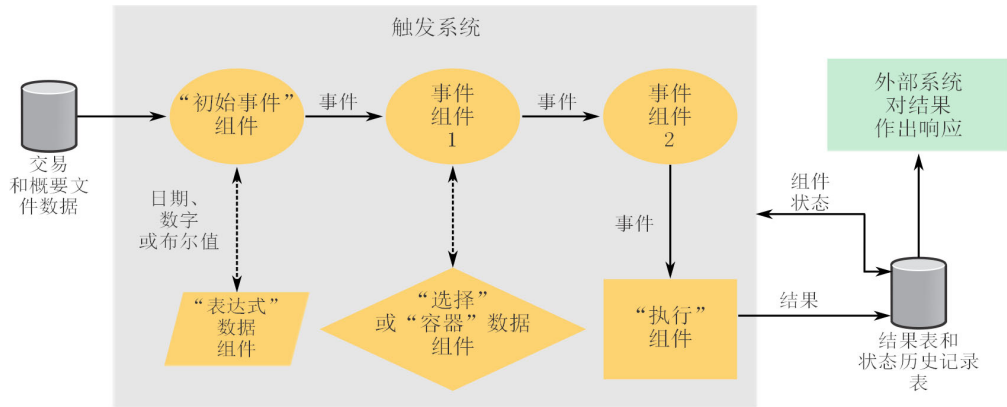 触发系统
“初始事件”
组件
事件
事件
组件
1
事件
事件
组件
2
外部系统
对结果
作出响应
交易
和概要文
件数据
日期、
数字
或布尔值
事件
组件
状态
“表达式”
数据
组件
“选择”
或“容器”数据
组件
“执行”
组件
结果
结果表和
状态历史记录
表